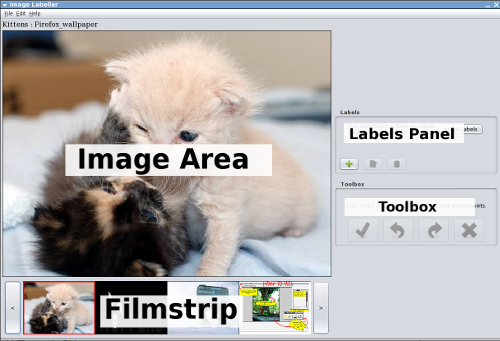 Image Labeller
File Edit Help
Kittens : Firefox_wallpaper
Labels
abels
Labels Panel
Image Area
Toolbox
Toolbox
Filmstrip
<
>